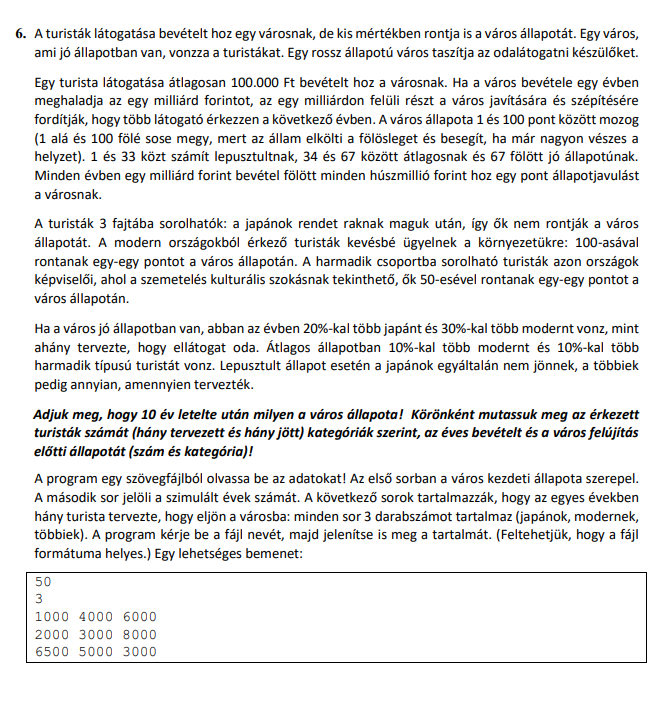 6. A turisták látogatása bevételt hoz egy városnak, de kis mértékben rontja is a város állapotát. Egy város,
ami jó állapotban van, vonzza a turistákat. Egy rossz állapotú város taszítja az odalátogatni készülőket.
Egy turista látogatása átlagosan 100.000 Ft bevételt hoz a városnak. Ha a város bevétele egy évben
meghaladja az egy milliárd forintot, az egy milliárdon felüli részt a város javítására és szépítésére
fordítják, hogy több látogató érkezzen a következő évben. A város állapota 1 és 100 pont között mozog
(1 alá és 100 fölé sose megy, mert az állam elkölti a fölösleget és besegít, ha már nagyon vészes a
helyzet). 1 és 33 közt számít lepusztultnak, 34 és 67 között átlagosnak és 67 fölött jó állapotúnak.
Minden évben egy milliárd forint bevétel fölött minden húszmillió forint hoz egy pont állapotjavulást
a városnak.
A turisták 3 fajtába sorolhatók: a japánok rendet raknak maguk után, így ők nem rontják a város
állapotát. A modern országokból érkező turisták kevésbé ügyelnek a környezetükre: 100-asával
rontanak egy-egy pontot a város állapotán. A harmadik csoportba sorolható turisták azon országok
képviselői, ahol a szemetelés kulturális szokásnak tekinthető, ők 50-esével rontanak egy-egy pontot a
város állapotán.
Ha a város jó állapotban van, abban az évben 20%-kal több japánt és 30%-kal több modernt vonz, mint
ahány tervezte, hogy ellátogat oda. Átlagos állapotban 10%-kal több modernt és 10%-kal több
harmadik típusú turistát vonz. Lepusztult állapot esetén a japánok egyáltalán nem jönnek, a többiek
pedig annyian, amennyien tervezték.
Adjuk meg, hogy 10 év letelte után milyen a város állapota! Körönként mutassuk meg az érkezett
turisták számát (hány tervezett és hány jött) kategóriák szerint, az éves bevételt és a város felújítás
előtti állapotát (szám és kategória)!
A program egy szövegfájlból olvassa be az adatokat! Az első sorban a város kezdeti állapota szerepel.
A második sor jelöli a szimulált évek számát. A következő sorok tartalmazzák, hogy az egyes években
hány turista tervezte, hogy eljön a városba: minden sor 3 darabszámot tartalmaz (japánok, modernek,
többiek). A program kérje be a fájl nevét, majd jelenítse is meg a tartalmát. (Feltehetjük, hogy a fájl
formátuma helyes.) Egy lehetséges bemenet:
50
3
1000 4000 6000
2000 3000 8000
6500 5000 3000